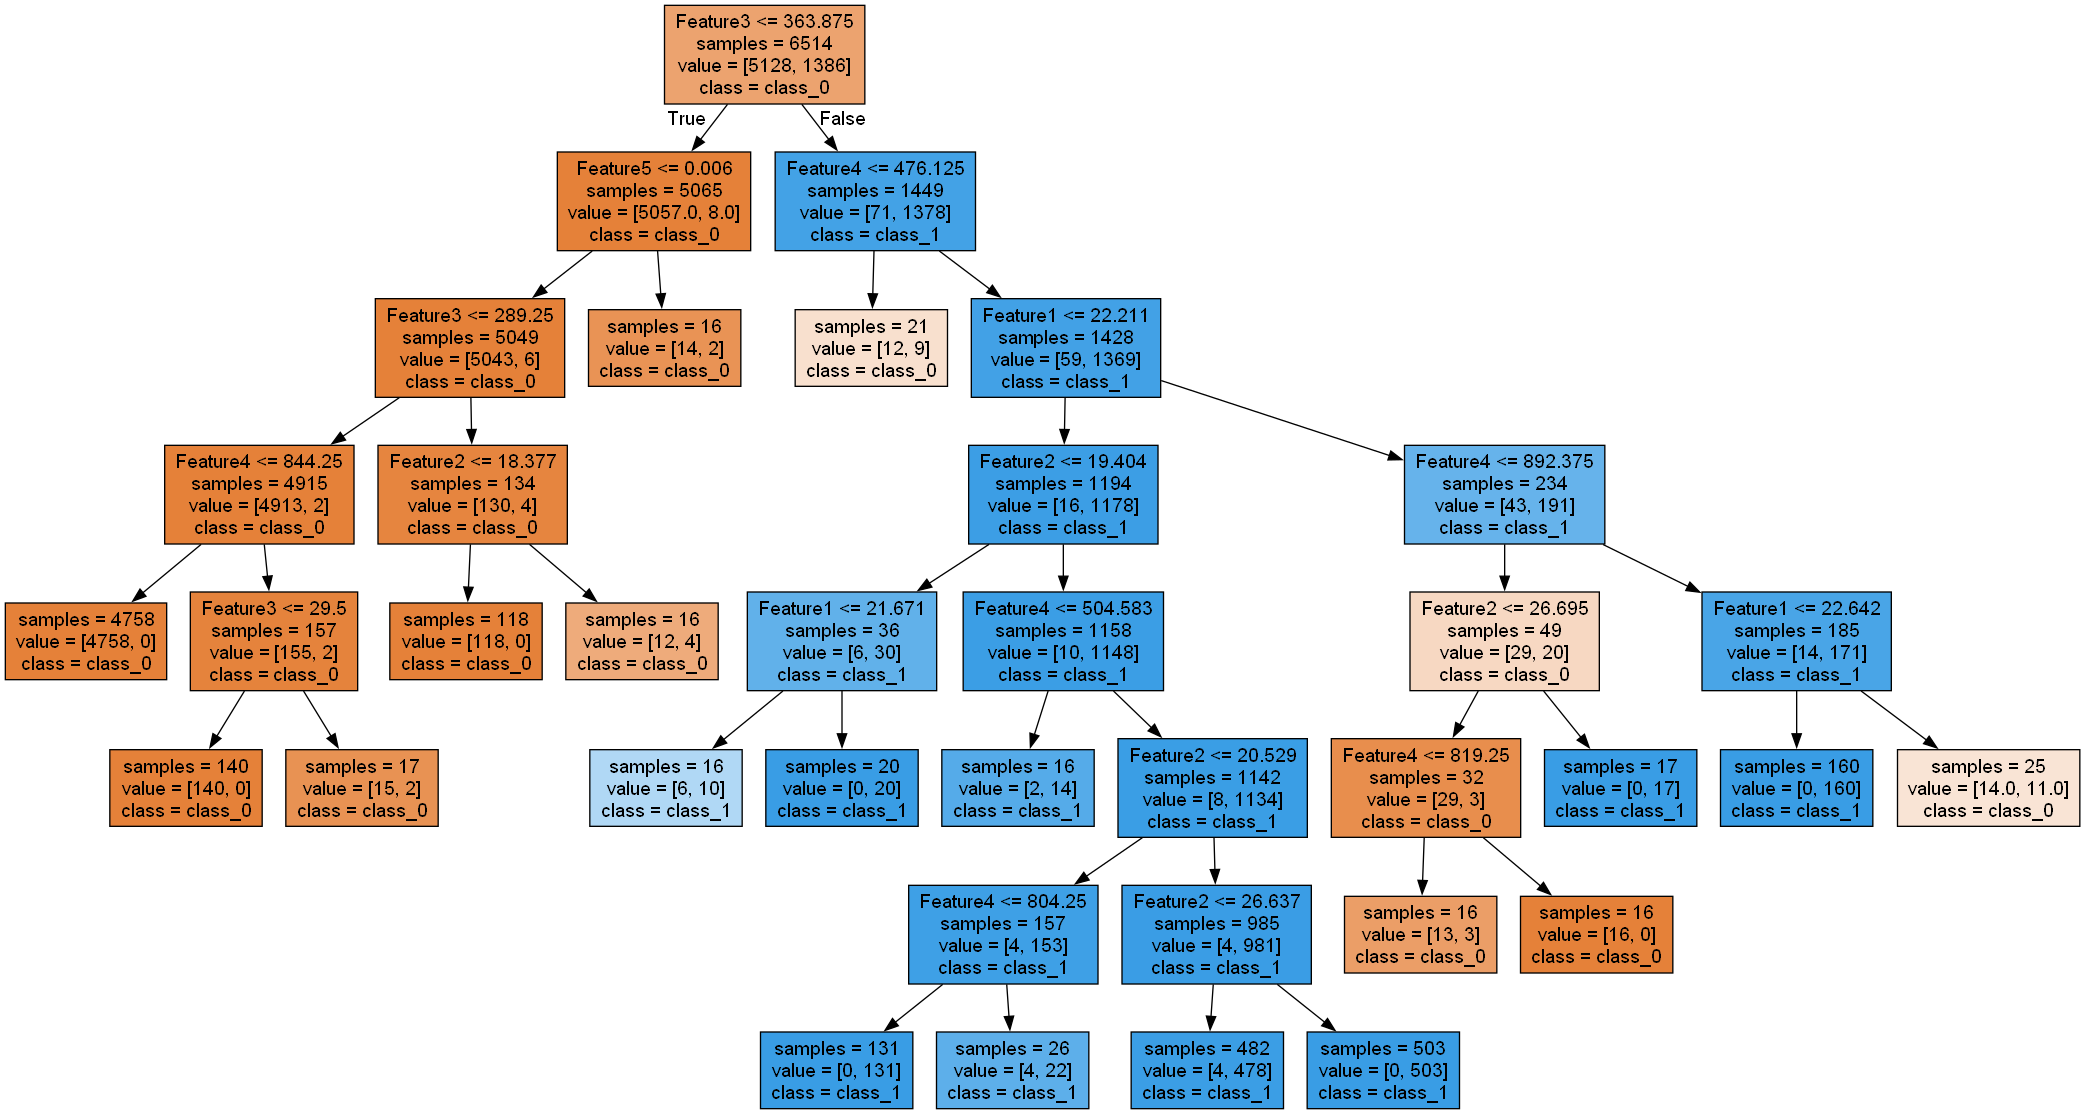 Feature3 <= 363.875
samples = 6514
value = [5128, 1386]
class = class_0
True
False
Feature5 <= 0.006
samples = 5065
value = [5057.0, 8.0]
class = class_0
Feature4 <= 476.125
samples = 1449
value = [71, 1378]
class = class_1
Feature3 <= 289.25
samples = 5049
value = [5043, 6]
class = class_0
samples = 16
value = [14, 2]
class = class_0
samples = 21
value = [12, 9]
class = class_0
Feature1 <= 22.211
samples = 1428
value = [59, 1369]
class = class_1
Feature4 <= 844.25
samples = 4915
value = [4913, 2]
class = class_0
Feature2 <= 18.377
samples = 134
value = [130, 4]
class = class_0
Feature2 <= 19.404
samples = 1194
value = [16, 1178]
class = class_1
Feature4 <= 892.375
samples = 234
value = [43, 191]
class = class_1
samples = 4758
value = [4758, 0]
class = class_0
Feature3 <= 29.5
samples = 157
value = [155, 2]
class = class_0
samples = 118
value = [118, 0]
class = class_0
samples = 16
value = [12, 4]
class = class_0
Feature1 <= 21.671
samples = 36
value = [6, 30]
class = class_1
Feature4 <= 504.583
samples = 1158
value = [10, 1148]
class = class_1
Feature2 <= 26.695
samples = 49
value = [29, 20]
class = class_0
Feature1 <= 22.642
samples = 185
value = [14, 171]
class = class_1
samples = 140
value = [140, 0]
class = class_0
samples = 17
value = [15, 2]
class = class_0
samples = 16
value = [6, 10]
class = class_1
samples = 20
value = [0, 20]
class = class_1
samples = 16
value = [2, 14]
class = class_1
Feature2 <= 20.529
samples = 1142
value = [8, 1134]
class = class_1
Feature4 <= 819.25
samples = 32
value = [29, 3]
class = class_0
samples = 17
value = [0, 17]
class = class_1
samples = 160
value = [0, 160]
class = class_1
samples = 25
value = [14.0, 11.0]
class = class_0
Feature4 <= 804.25
samples = 157
value = [4, 153]
class = class_1
Feature2 <= 26.637
samples = 985
value = [4, 981]
class = class_1
samples = 16
value = [13, 3]
class = class_0
samples = 16
value = [16, 0]
class = class_0
samples = 131
value = [0, 131]
class = class_1
samples = 26
value = [4, 22]
class = class_1
samples = 482
value = [4, 478]
class = class_1
samples = 503
value = [0, 503]
class = class_1